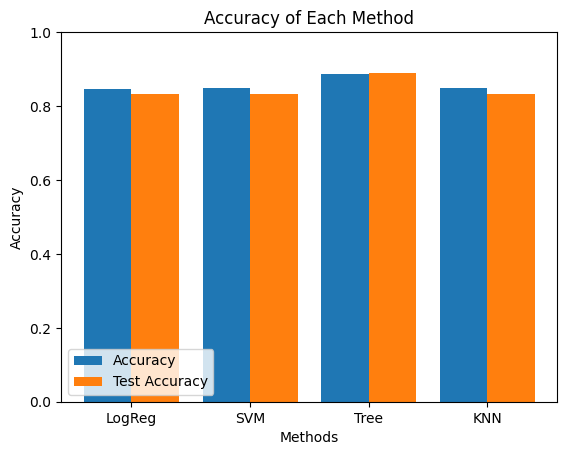 Accuracy of Each Method
1.0
0.8
0.6
0.4
0.2
0.0
Accuracy
Accuracy
Test Accuracy
LogReg SVM Tree KNN
Methods